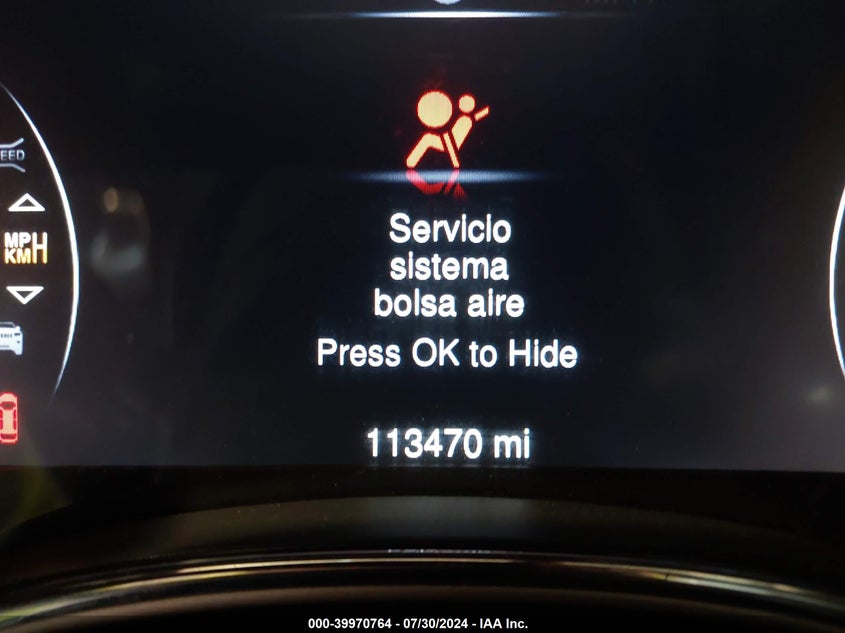 EED
MPH
KM
Servicio
sistema
bolsa aire
Press OK to Hide
113470 mi
000-39970764 - 07/30/2024 - IAA Inc.